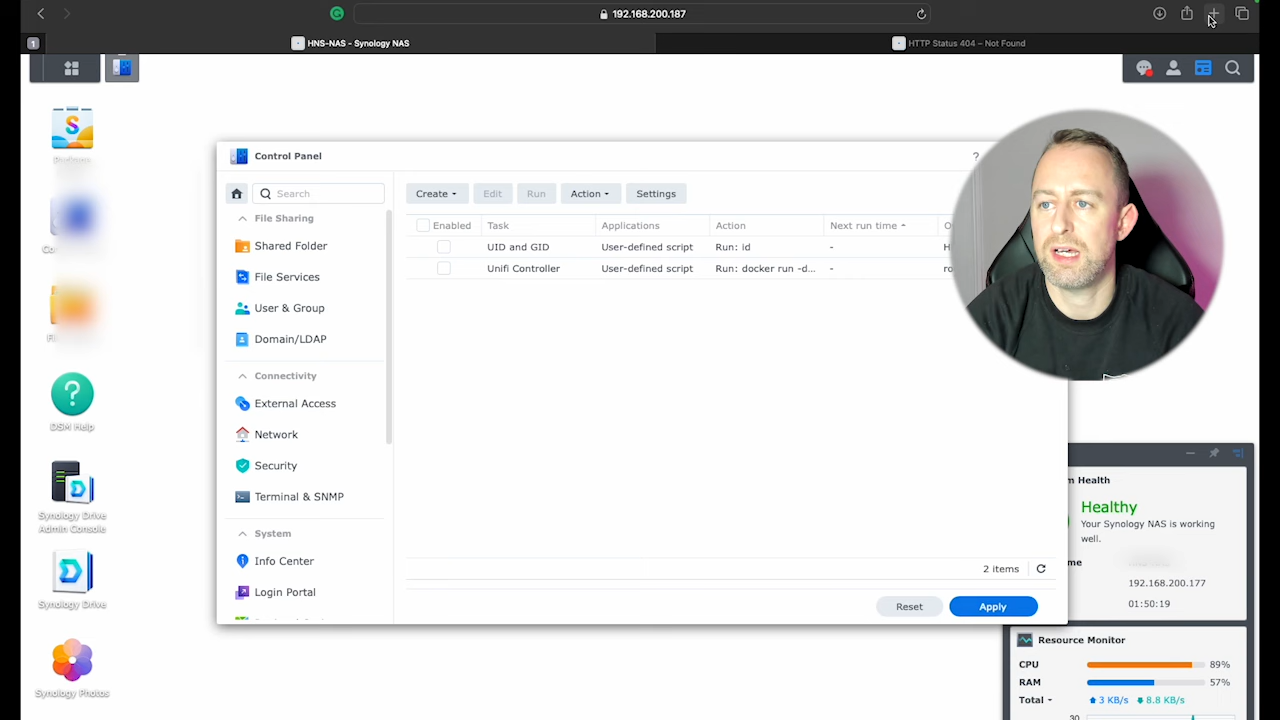 192.168.200.187
1
HNS-NAS - Synology NAS
HTTP Status 404 – Not Found
Control Panel
?
Search
Create
Edit
Run
Action
Settings
File Sharing
Shared Folder
File Services
User & Group
Domain/LDAP
Connectivity
External Access
Network
Security
Terminal & SNMP
System
Info Center
Login Portal
Enabled
Task
Applications
Action
Next run time
UID and GID
User-defined script
Run: id
-
Unifi Controller
User-defined script
Run: docker run -d...
-
2 items
Reset
Apply
DSM Help
Synology Drive
Admin Console
Synology Drive
Synology Photos
Health
Healthy
Your Synology NAS is working
well.
192.168.200.177
01:50:19
Resource Monitor
CPU
89%
RAM
57%
Total
3 KB/s
8.8 KB/s
30